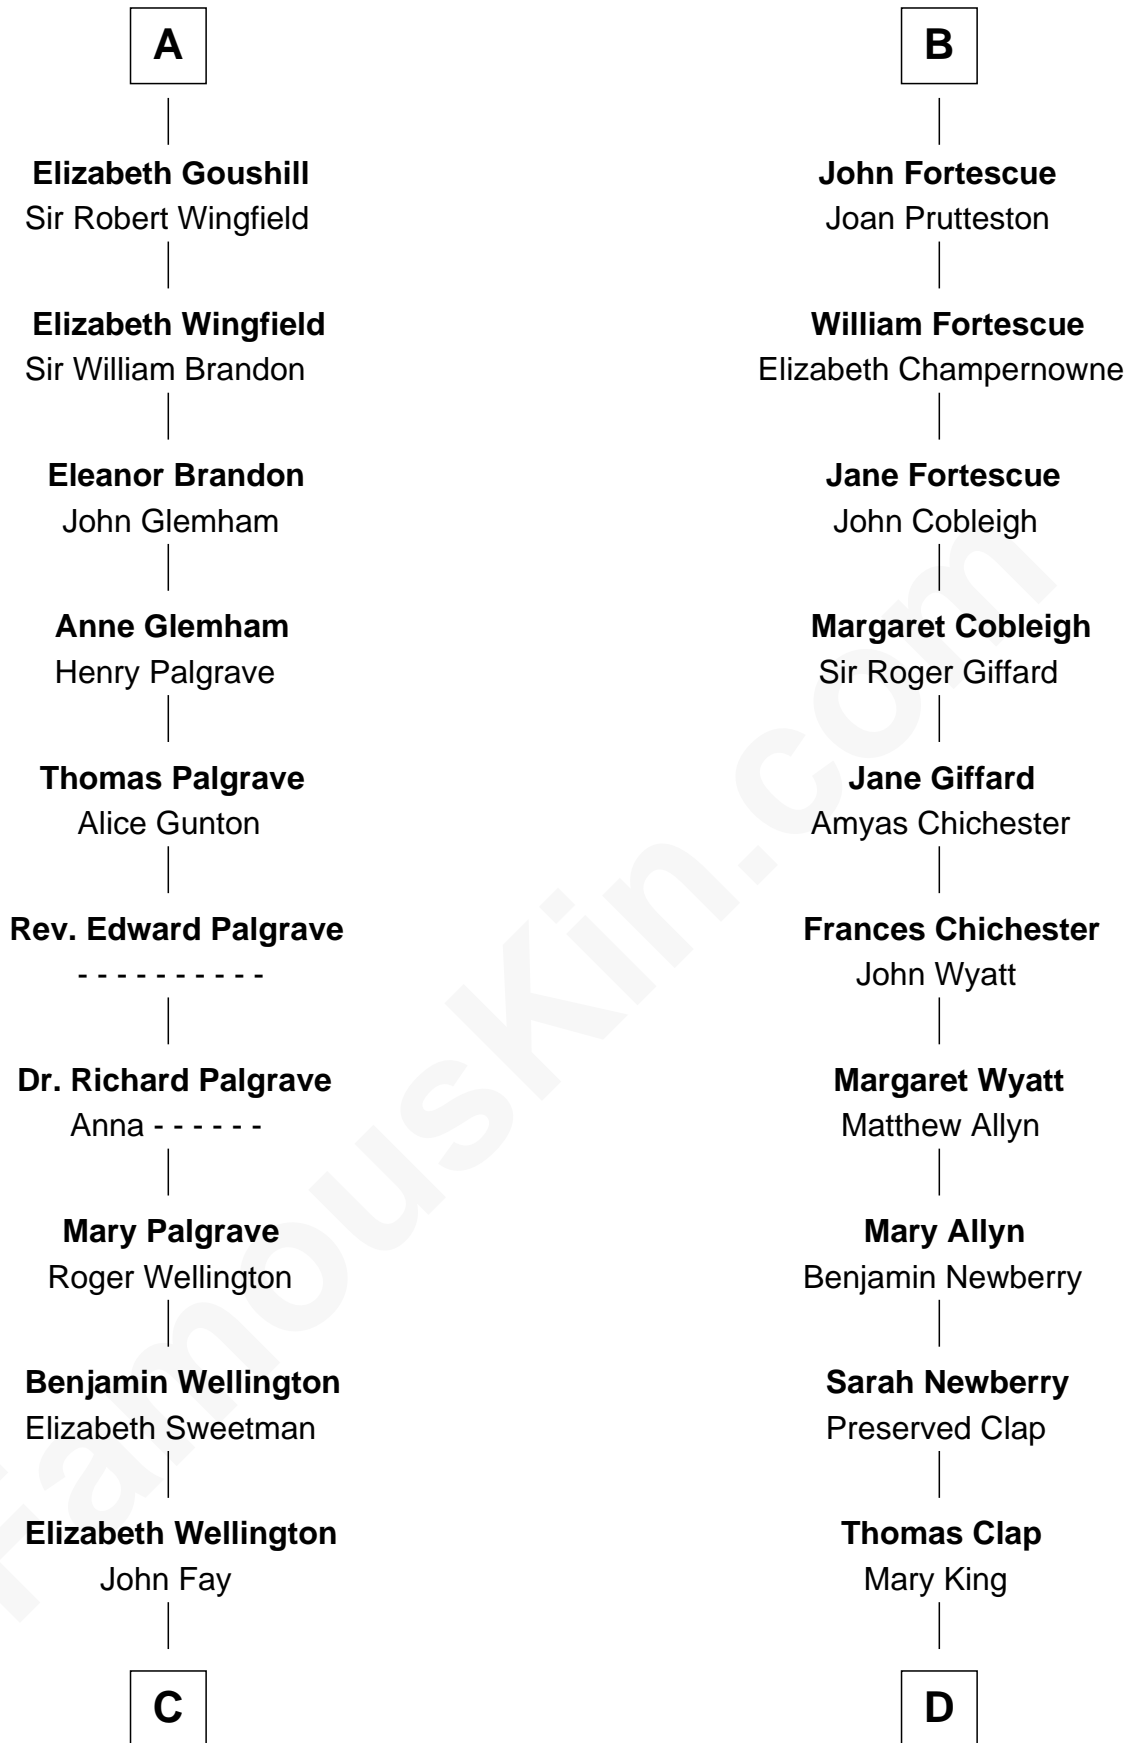 A
Elizabeth Goushill
Sir Robert Wingfield
Elizabeth Wingfield
Sir William Brandon
Eleanor Brandon
John Glemham
Anne Glemham
Henry Palgrave
Thomas Palgrave
Alice Gunton
Rev. Edward Palgrave
- - - - - - - - - -
Dr. Richard Palgrave
Anna - - - - - -
Mary Palgrave
Roger Wellington
Benjamin Wellington
Elizabeth Sweetman
Elizabeth Wellington
John Fay
C
B
John Fortescue
Joan Prutteston
William Fortescue
Elizabeth Champernowne
Jane Fortescue
John Cobleigh
Margaret Cobleigh
Sir Roger Giffard
Jane Giffard
Amyas Chichester
Frances Chichester
John Wyatt
Margaret Wyatt
Matthew Allyn
Mary Allyn
Benjamin Newberry
Sarah Newberry
Preserved Clap
Thomas Clap
Mary King
D
FamousKin.com